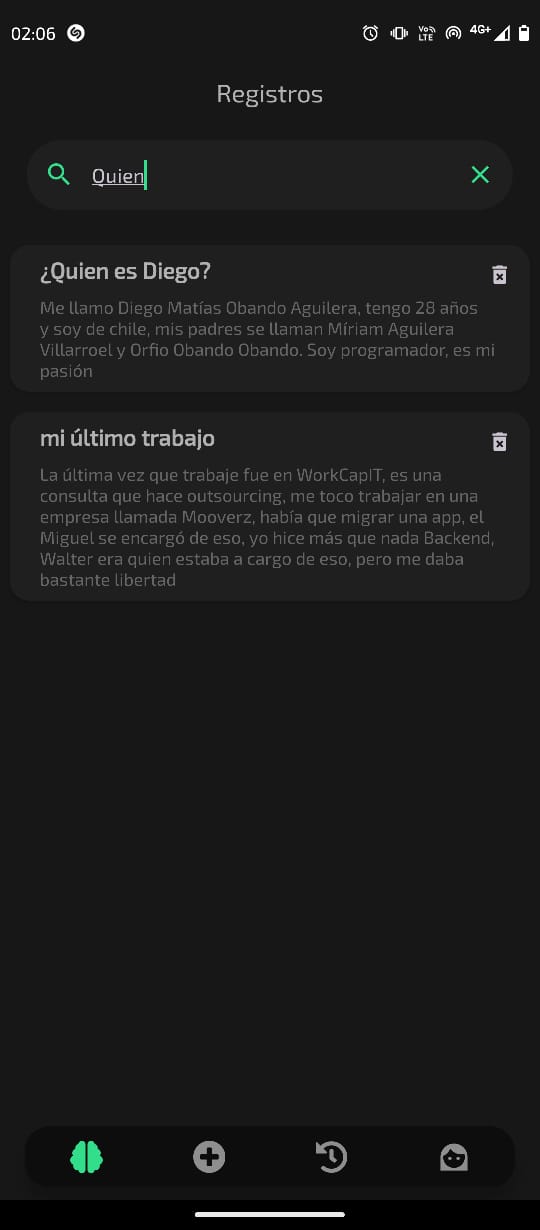 02:06
Vo)) LTE 4G+
Registros
Quien
¿Quien es Diego?
Me llamo Diego Matías Obando Aguilera, tengo 28 años
y soy de chile, mis padres se llaman Míriam Aguilera
Villarroel y Orfio Obando Obando. Soy programador, es mi
pasión
mi último trabajo
La última vez que trabaje fue en WorkCapIT, es una
consulta que hace outsourcing, me toco trabajar en una
empresa llamada Mooverz, había que migrar una app, el
Miguel se encargó de eso, yo hice más que nada Backend,
Walter era quien estaba a cargo de eso, pero me daba
bastante libertad